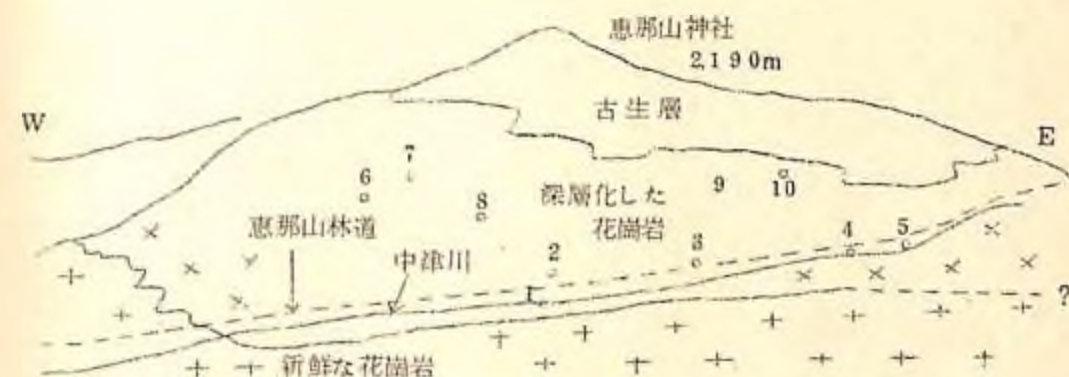 恵那山神社
2,190m
古生層
W
E
7
6
8
9
10
深層化した
花崗岩
恵那山林道
中津川
2
3
4
5
?
新鮮な花崗岩